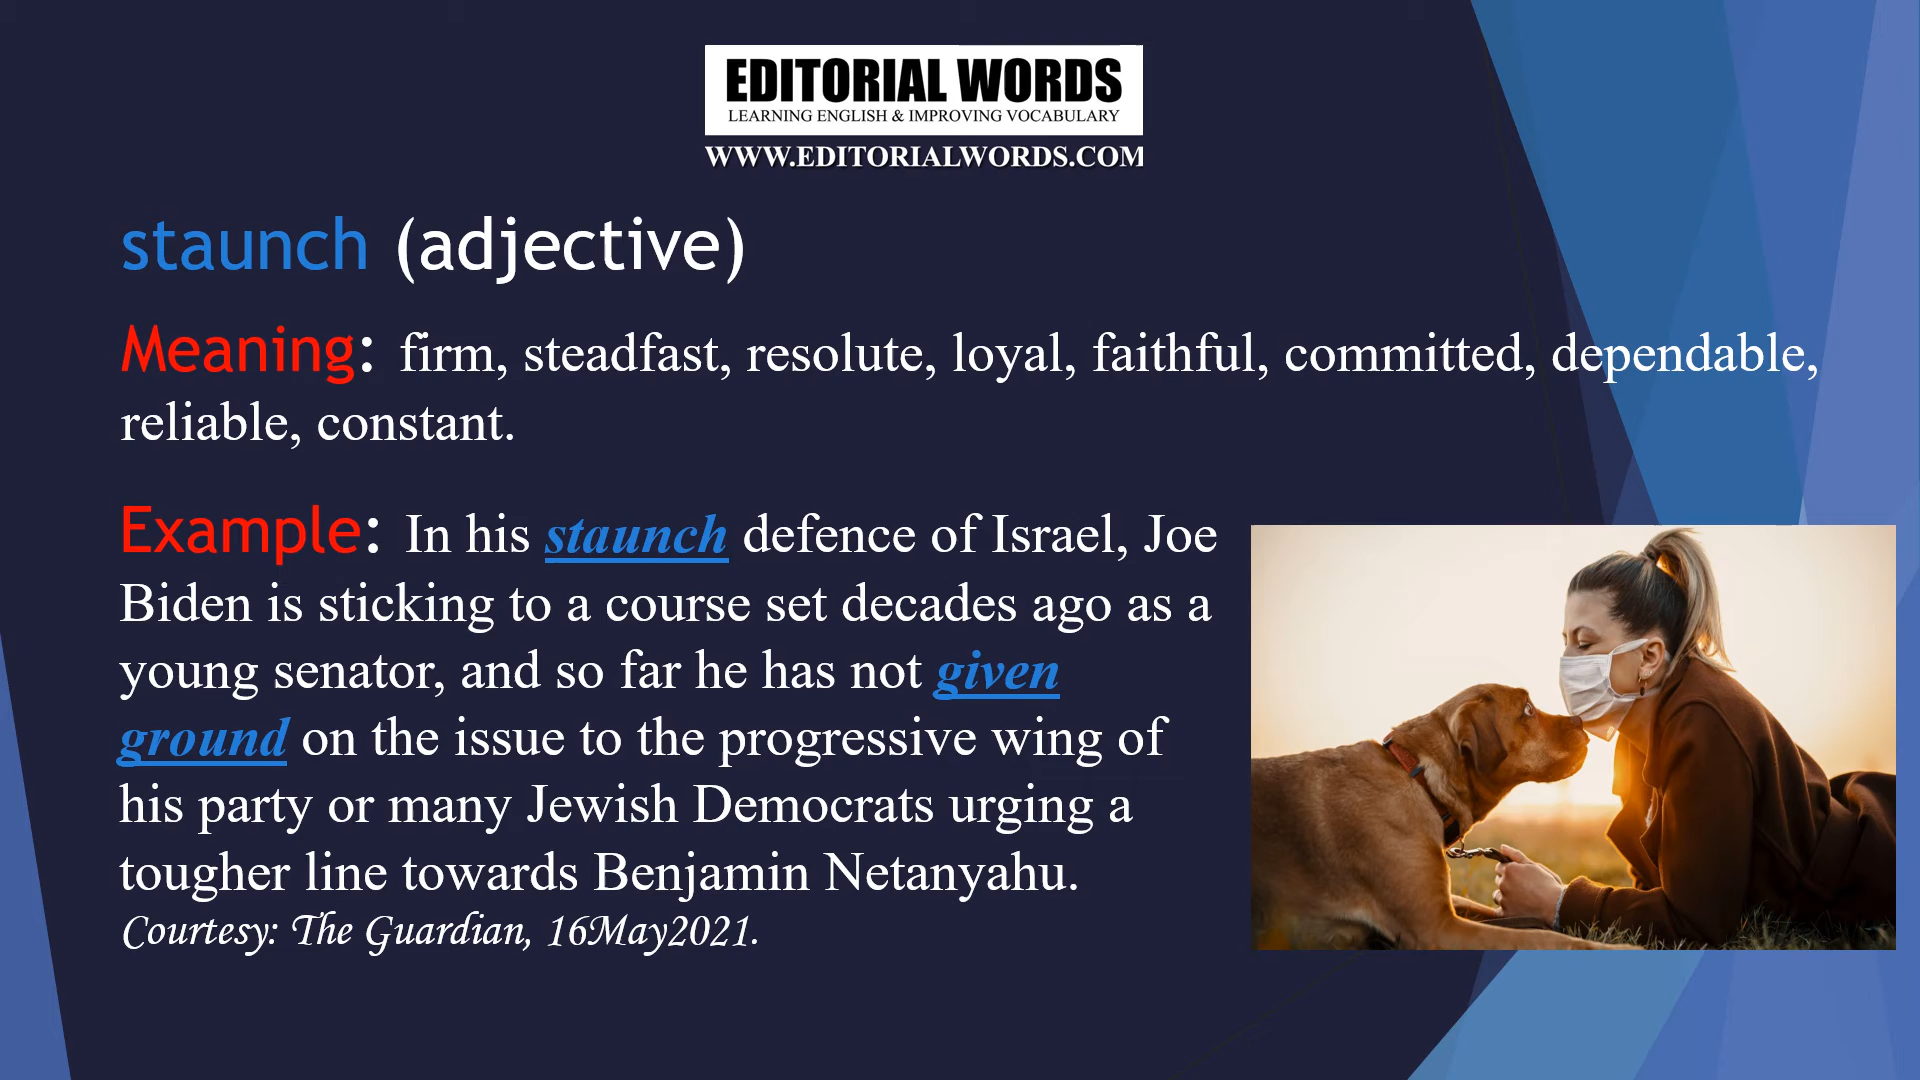 EDITORIAL WORDS
LEARNING ENGLISH & IMPROVING VOCABULARY
WWW.EDITORIALWORDS.COM
staunch (adjective)
Meaning: firm, steadfast, resolute, loyal, faithful, committed, dependable,
reliable, constant.
Example: In his staunch defence of Israel, Joe
Biden is sticking to a course set decades ago as a
young senator, and so far he has not given
ground on the issue to the progressive wing of
his party or many Jewish Democrats urging a
tougher line towards Benjamin Netanyahu.
Courtesy: The Guardian, 16May2021.